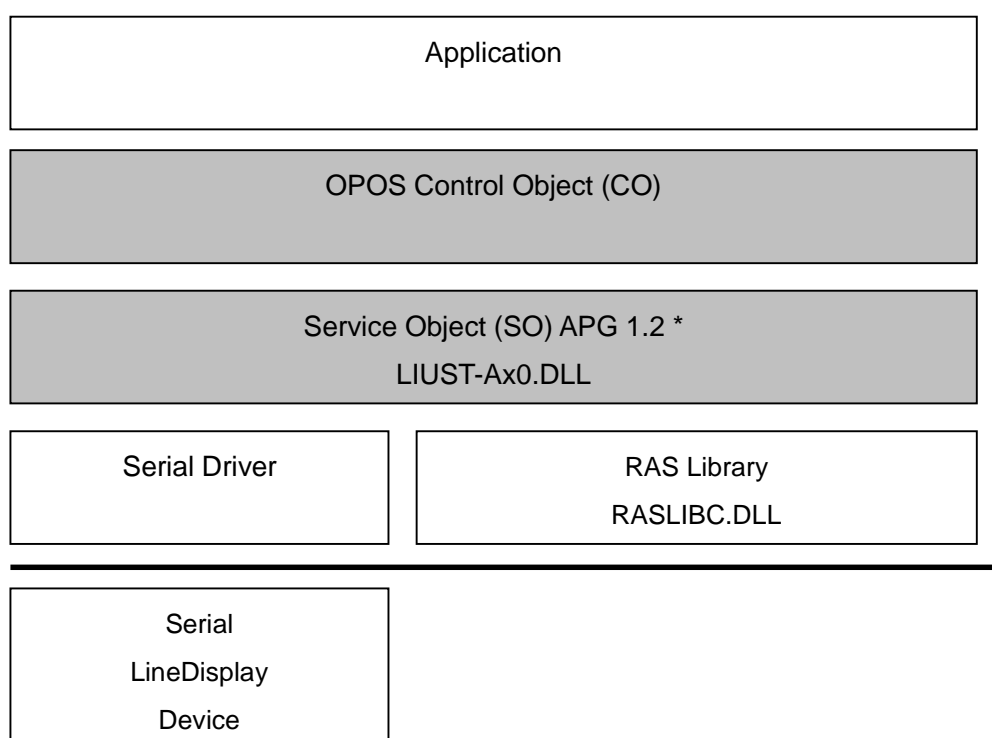 Application
OPOS Control Object (CO)
Service Object (SO) APG 1.2 *
LIUST-Ax0.DLL
Serial Driver
RAS Library
RASLIBC.DLL
Serial
LineDisplay
Device